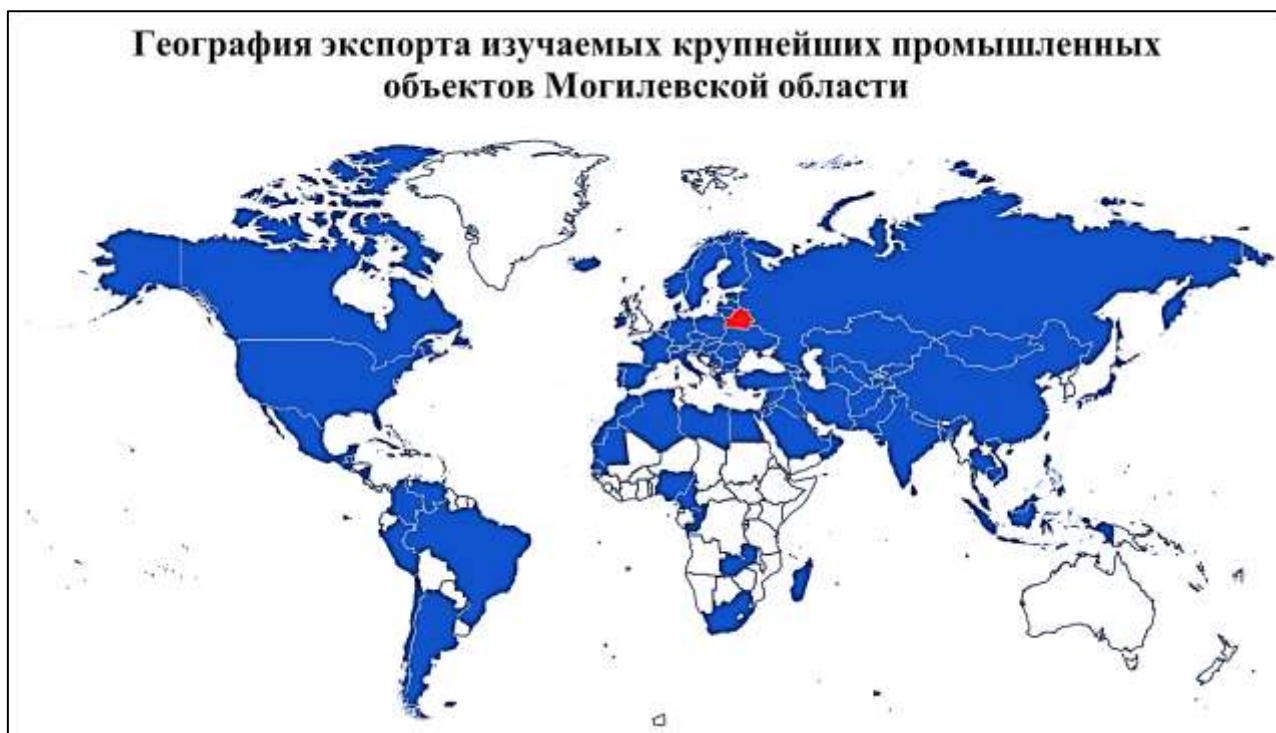 География экспорта изучаемых крупнейших промышленных
объектов Могилевской области